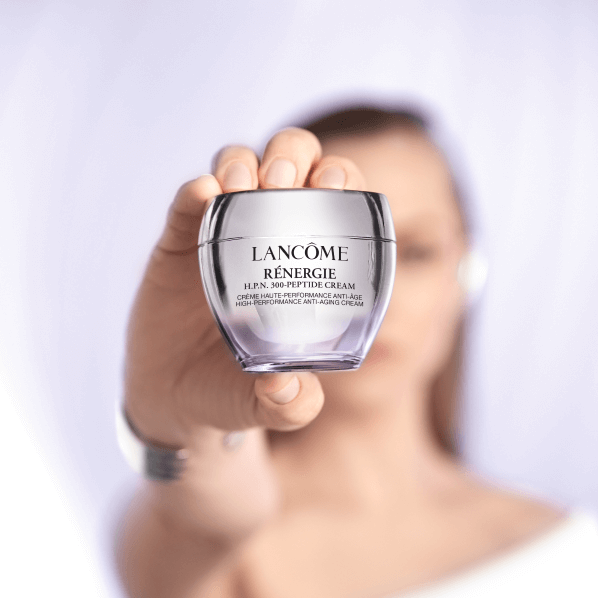 LANCÔME
RÉNERGIE
H.P.N. 300-PEPTIDE CREAM
CRÈME HAUTE-PERFORMANCE ANTI-ÂGE
HIGH-PERFORMANCE ANTI-AGING CREAM